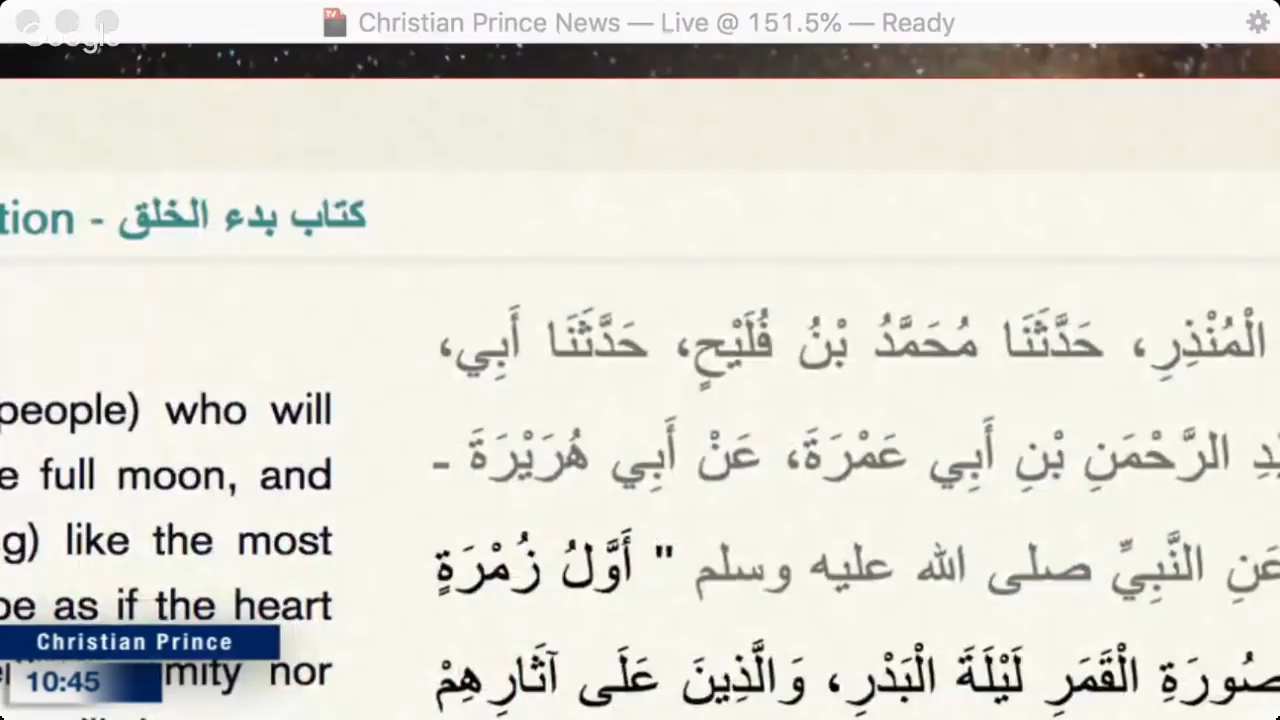 Christian Prince News — Live @ 151.5% — Ready
Google
tion - كتاب بدء الخلق
الْمُنْذِرِ، حَدَّثَنَا مُحَمَّدُ بْنُ فُلَيْحٍ، حَدَّثَنَا أَبِي،
الرَّحْمَنِ بْنِ أَبِي عَمْرَةَ، عَنْ أَبِي هُرَيْرَةَ ـ
عَنِ النَّبِيِّ صلى الله عليه وسلم " أَوَّلُ زُمْرَةٍ
صُورَةِ الْقَمَرِ لَيْلَةَ الْبَدْرِ، وَالَّذِينَ عَلَى آثَارِهِمْ
people) who will
e full moon, and
g) like the most
be as if the heart
mity nor
Christian Prince
10:45